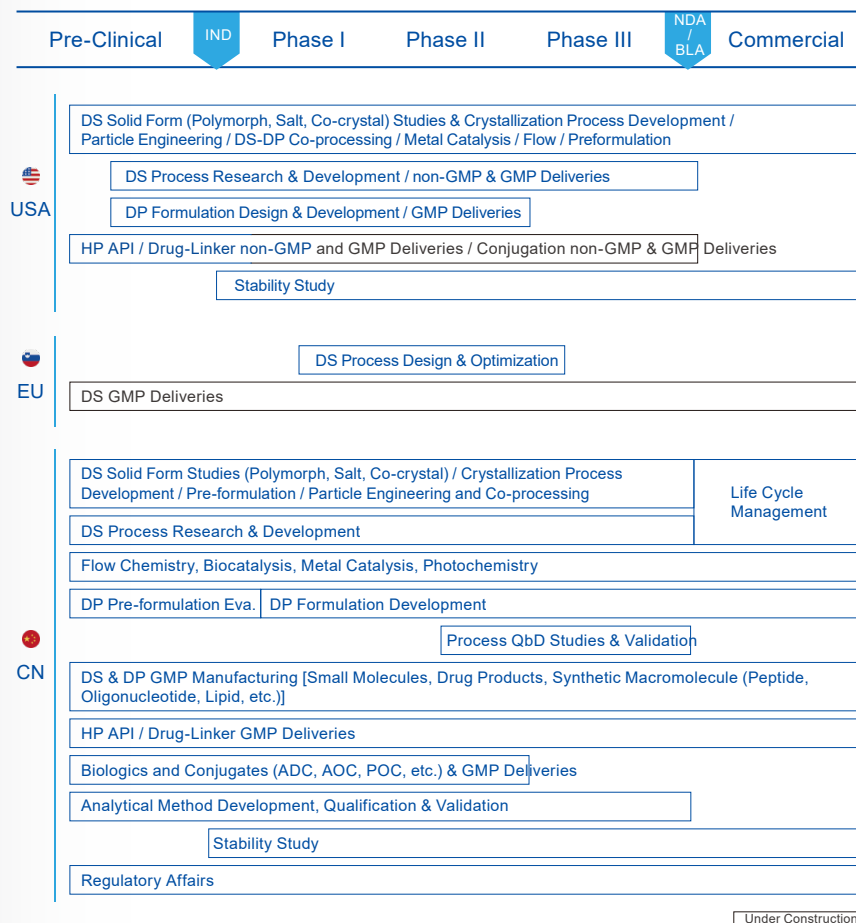 Pre-Clinical
IND
Phase I
Phase II
Phase III
NDA
/
BLA
Commercial
USA
DS Solid Form (Polymorph, Salt, Co-crystal) Studies & Crystallization Process Development /
Particle Engineering / DS-DP Co-processing / Metal Catalysis / Flow / Preformulation
DS Process Research & Development / non-GMP & GMP Deliveries
DP Formulation Design & Development / GMP Deliveries
HP API / Drug-Linker non-GMP and GMP Deliveries / Conjugation non-GMP & GMP Deliveries
Stability Study
EU
DS Process Design & Optimization
DS GMP Deliveries
CN
DS Solid Form Studies (Polymorph, Salt, Co-crystal) / Crystallization Process
Development / Pre-formulation / Particle Engineering and Co-processing
Life Cycle
Management
DS Process Research & Development
Flow Chemistry, Biocatalysis, Metal Catalysis, Photochemistry
DP Pre-formulation Eva.
DP Formulation Development
Process QbD Studies & Validation
DS & DP GMP Manufacturing [Small Molecules, Drug Products, Synthetic Macromolecule (Peptide,
Oligonucleotide, Lipid, etc.)]
HP API / Drug-Linker GMP Deliveries
Biologics and Conjugates (ADC, AOC, POC, etc.) & GMP Deliveries
Analytical Method Development, Qualification & Validation
Stability Study
Regulatory Affairs
Under Construction